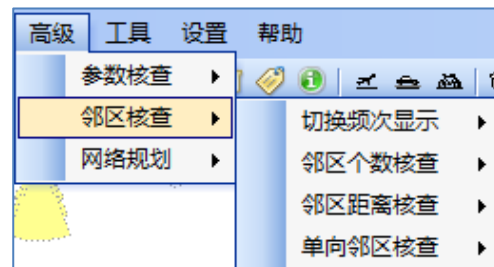 高级 工具 设置 帮助
参数核查
邻区核查
网络规划
切换频次显示
邻区个数核查
邻区距离核查
单向邻区核查